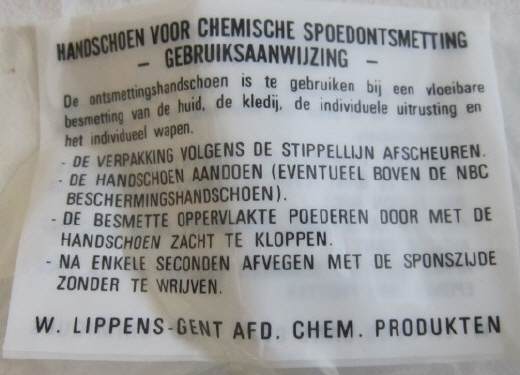 HANDSCHOEN VOOR CHEMISCHE SPOEDONTSMETTING
- GEBRUIKSAANWIJZING -
De ontsmettingshandschoen is te gebruiken bij een vloeibare
besmetting van de huid, de kledij, de individuele uitrusting en
het individueel wapen.
- DE VERPAKKING VOLGENS DE STIPPELLIJN AFSCHEUREN.
- DE HANDSCHOEN AANDOEN (EVENTUEEL BOVEN DE NBC
BESCHERMINGSHANDSCHOEN).
- DE BESMETTE OPPERVLAKTE POEDEREN DOOR MET DE
HANDSCHOEN ZACHT TE KLOPPEN.
- NA ENKELE SECONDEN AFVEGEN MET DE SPONSZIJDE
ZONDER TE WRIJVEN.
W. LIPPENS-GENT AFD. CHEM. PRODUKTEN